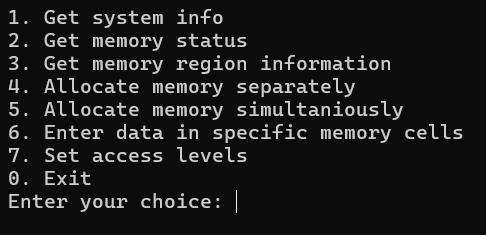 1. Get system info
2. Get memory status
3. Get memory region information
4. Allocate memory separately
5. Allocate memory simultaniously
6. Enter data in specific memory cells
7. Set access levels
0. Exit
Enter your choice: